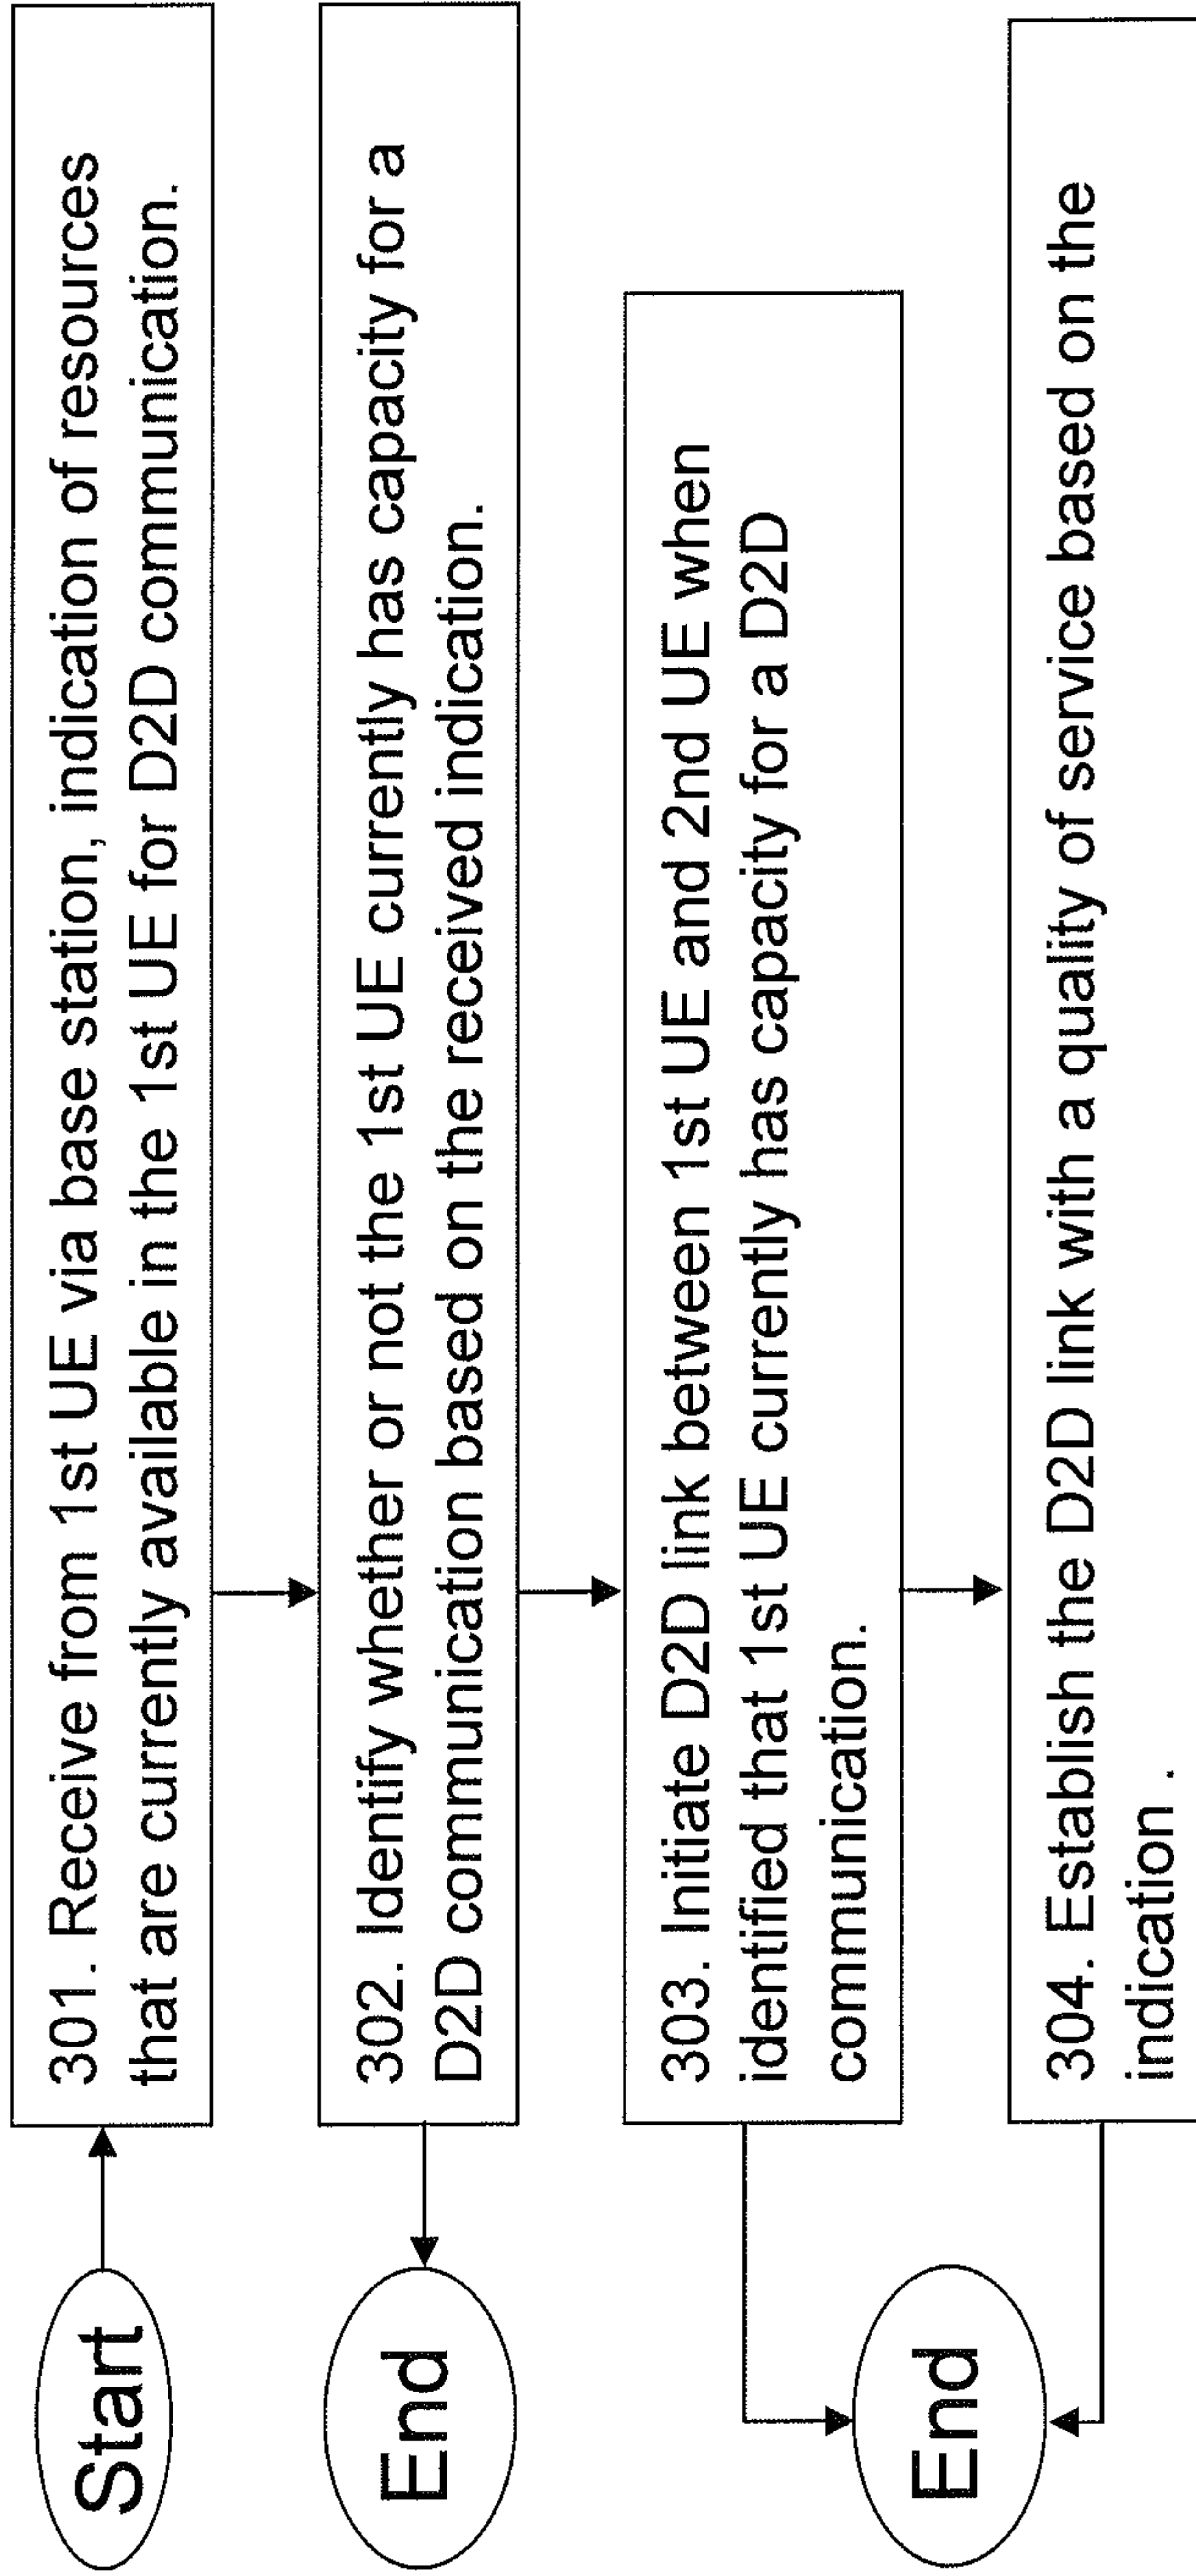 Start
301. Receive from 1st UE via base station, indication of resources
that are currently available in the 1st UE for D2D communication.
302. Identify whether or not the 1st UE currently has capacity for a
D2D communication based on the received indication.
End
303. Initiate D2D link between 1st UE and 2nd UE when
identified that 1st UE currently has capacity for a D2D
communication.
304. Establish the D2D link with a quality of service based on the
indication .
End